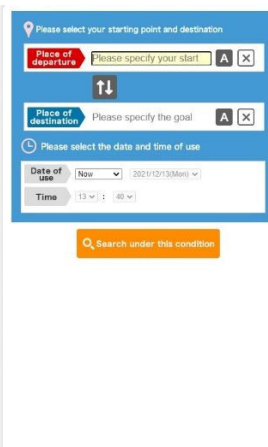 Please select your starting point and destination
Place of departure
Please specify your start
A
Place of destination
Please specify the goal
A
Please select the date and time of use
Date of use
Now
2021/12/13(Mon)
Time
13 : 40
Search under this condition